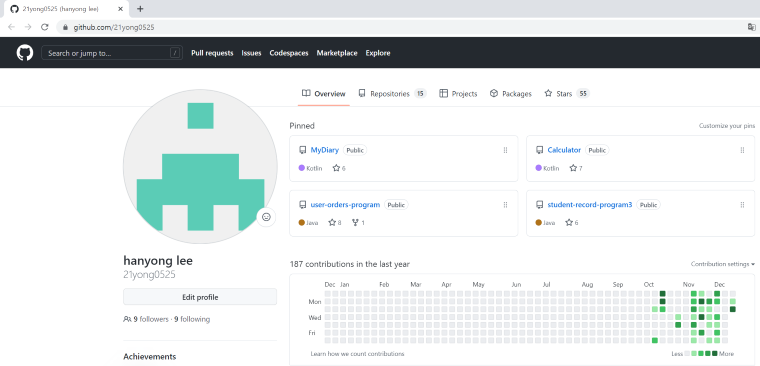 21yong0525 (hanyong lee)
github.com/21yong0525
Search or jump to... /
Pull requests Issues Codespaces Marketplace Explore
Overview Repositories 15 Projects Packages Stars 55
Pinned Customize your pins
MyDiary Public
Kotlin 6
Calculator Public
Kotlin 7
user-orders-program Public
Java 8 1
student-record-program3 Public
Java 6
hanyong lee
21yong0525
Edit profile
9 followers · 9 following
Achievements
187 contributions in the last year Contribution settings
Dec Jan Feb Mar Apr May Jun Jul Aug Sep Oct Nov Dec
Mon
Wed
Fri
Learn how we count contributions Less More